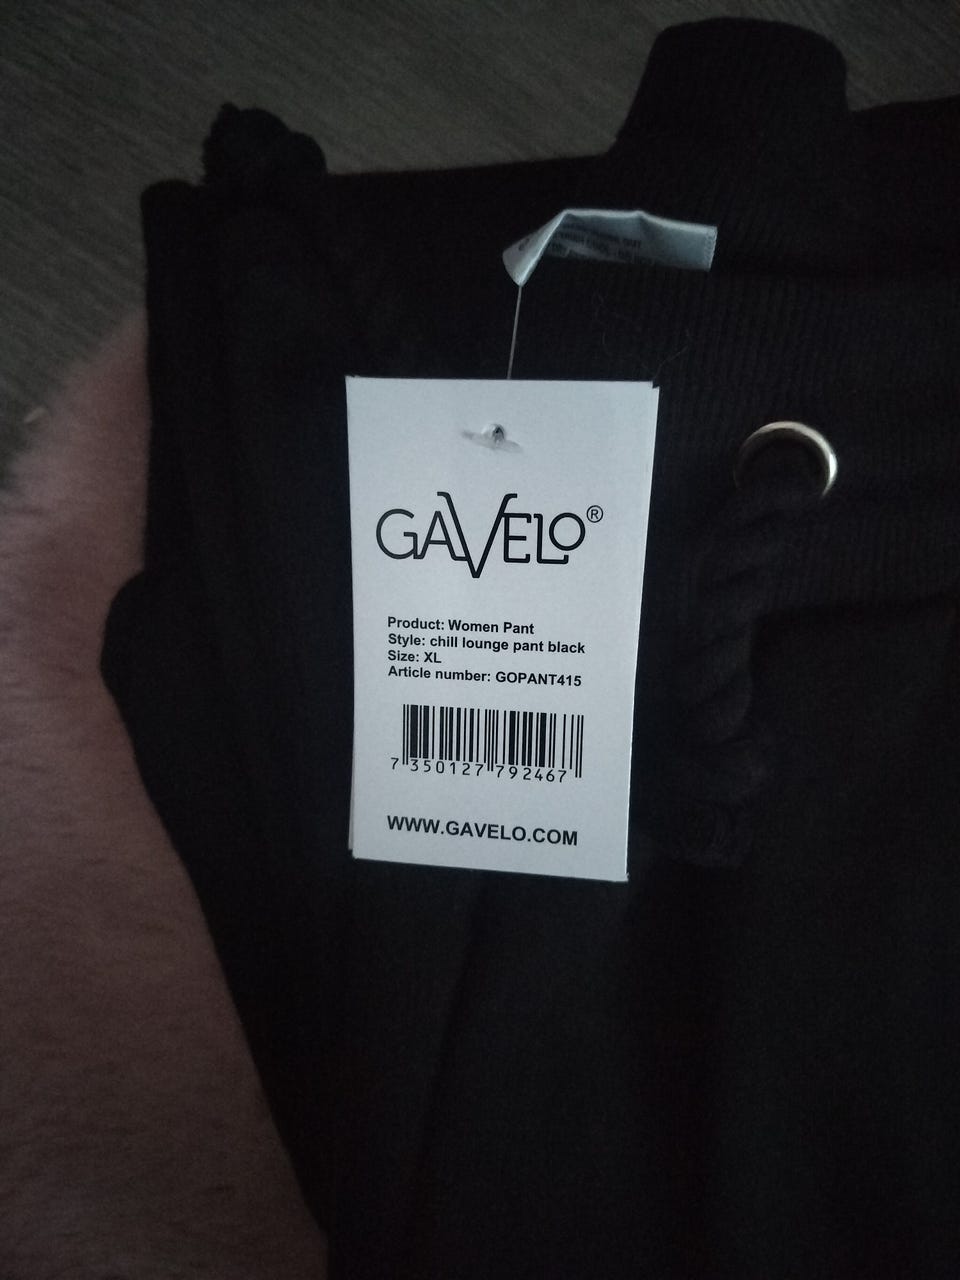 GAVELO®
Product: Women Pant
Style: chill lounge pant black
Size: XL
Article number: GOPANT415
7 350127 792467
WWW.GAVELO.COM